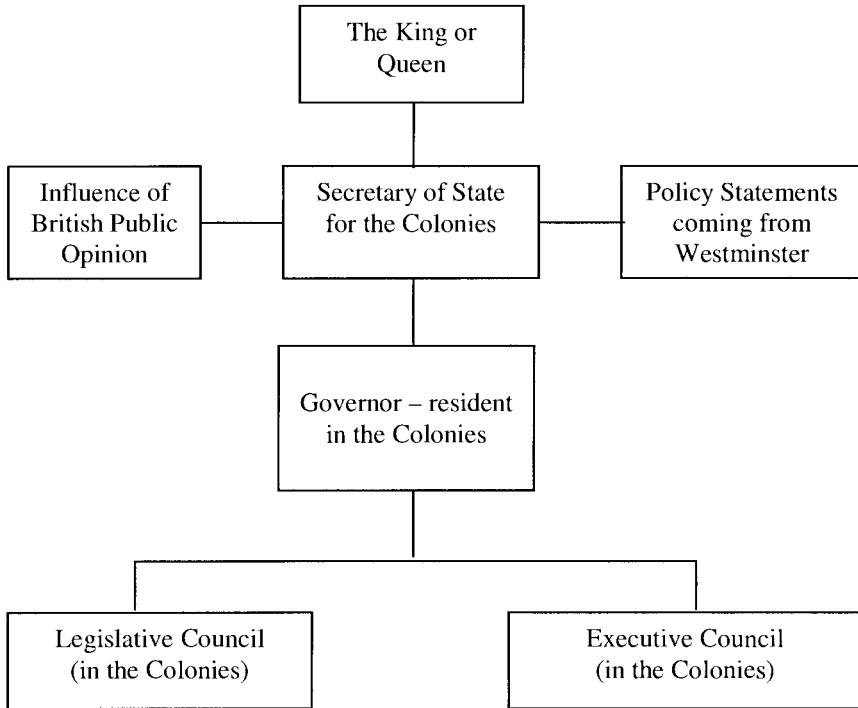 The King or
Queen
Influence of
British Public
Opinion
Secretary of State
for the Colonies
Policy Statements
coming from
Westminster
Governor – resident
in the Colonies
Legislative Council
(in the Colonies)
Executive Council
(in the Colonies)